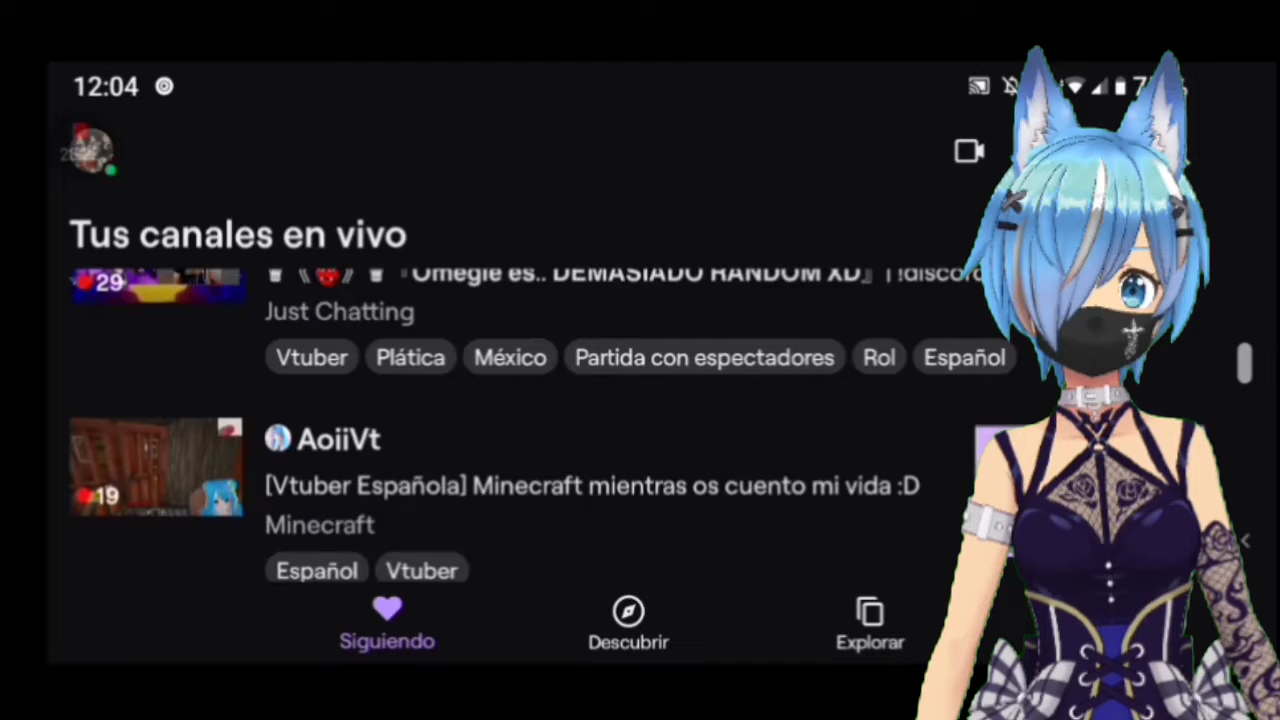 12:04
Tus canales en vivo
29
『Omegle es.. DEMASIADO RANDOM XD』 | !discord
Just Chatting
Vtuber Plática México Partida con espectadores Rol Español
AoiiVt
19
[Vtuber Española] Minecraft mientras os cuento mi vida :D
Minecraft
Español Vtuber
Siguiendo Descubrir Explorar